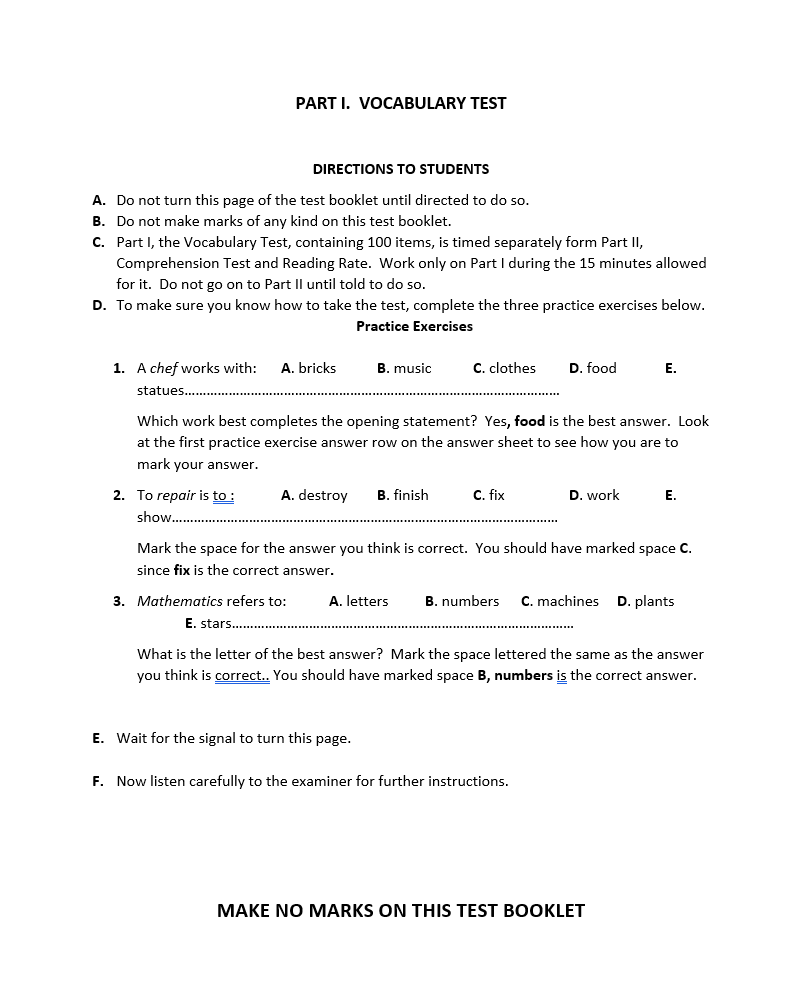 PART I.  VOCABULARY TEST
DIRECTIONS TO STUDENTS
A. Do not turn this page of the test booklet until directed to do so.
B. Do not make marks of any kind on this test booklet.
C. Part I, the Vocabulary Test, containing 100 items, is timed separately form Part II,
Comprehension Test and Reading Rate.  Work only on Part I during the 15 minutes allowed
for it.  Do not go on to Part II until told to do so.
D. To make sure you know how to take the test, complete the three practice exercises below.
Practice Exercises
1. A chef works with: A. bricks B. music C. clothes D. food E.
statues……………………………………………………………………………………
Which work best completes the opening statement?  Yes, food is the best answer.  Look
at the first practice exercise answer row on the answer sheet to see how you are to
mark your answer.
2. To repair is to : A. destroy B. finish C. fix D. work E.
show………………………………………………………………………………………
Mark the space for the answer you think is correct.  You should have marked space C.
since fix is the correct answer.
3. Mathematics refers to: A. letters B. numbers C. machines D. plants
E. stars……………………………………………………………………………
What is the letter of the best answer?  Mark the space lettered the same as the answer
you think is correct.. You should have marked space B, numbers is the correct answer.
E. Wait for the signal to turn this page.
F. Now listen carefully to the examiner for further instructions.
MAKE NO MARKS ON THIS TEST BOOKLET